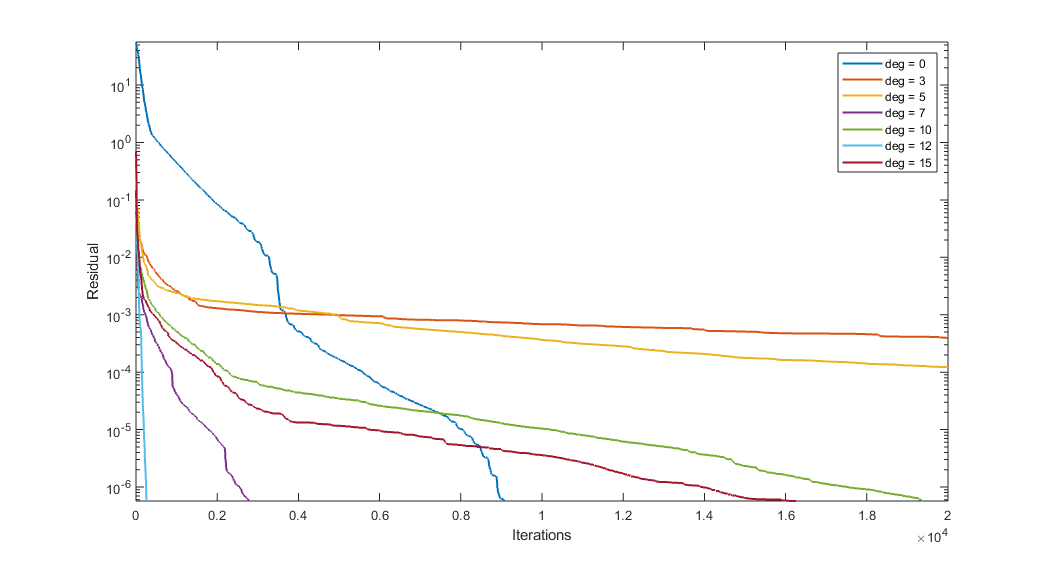 deg = 0
deg = 3
deg = 5
deg = 7
deg = 10
deg = 12
deg = 15
10^1
10^0
10^-1
10^-2
10^-3
10^-4
10^-5
10^-6
Residual
0 0.2 0.4 0.6 0.8 1 1.2 1.4 1.6 1.8 2
Iterations
×10^4